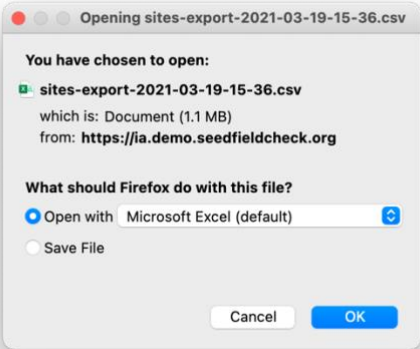 Opening sites-export-2021-03-19-15-36.csv
You have chosen to open:
sites-export-2021-03-19-15-36.csv
which is: Document (1.1 MB)
from: https://ia.demo.seedfieldcheck.org
What should Firefox do with this file?
Open with Microsoft Excel (default)
Save File
Cancel OK